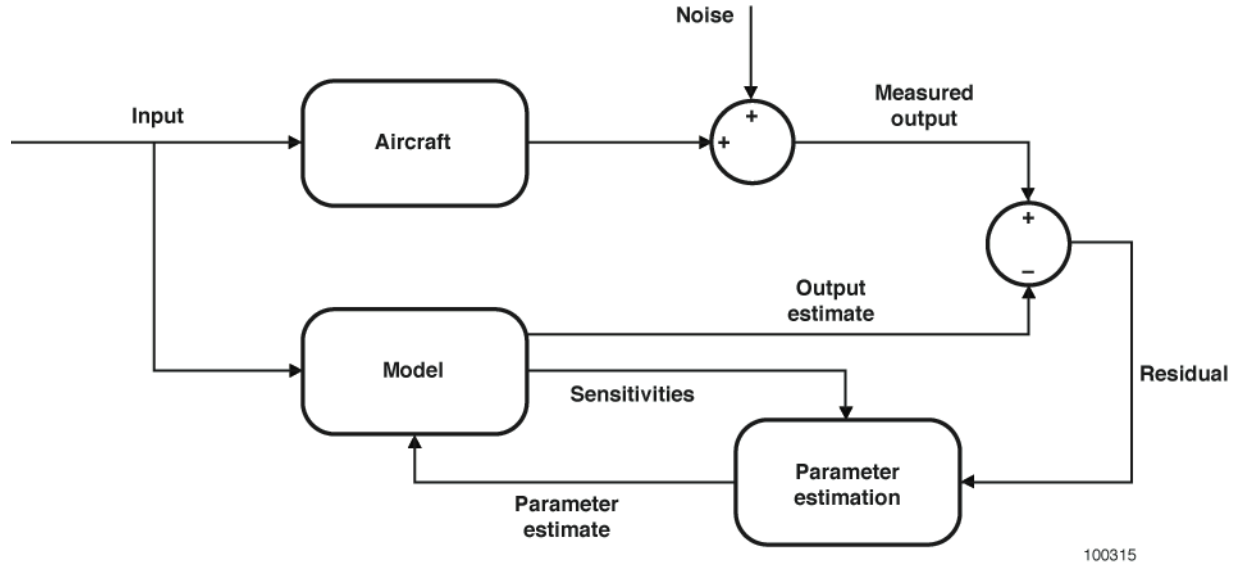 Noise
Input
Aircraft
+
+
Measured
output
+
−
Output
estimate
Model
Sensitivities
Residual
Parameter
estimation
Parameter
estimate
100315